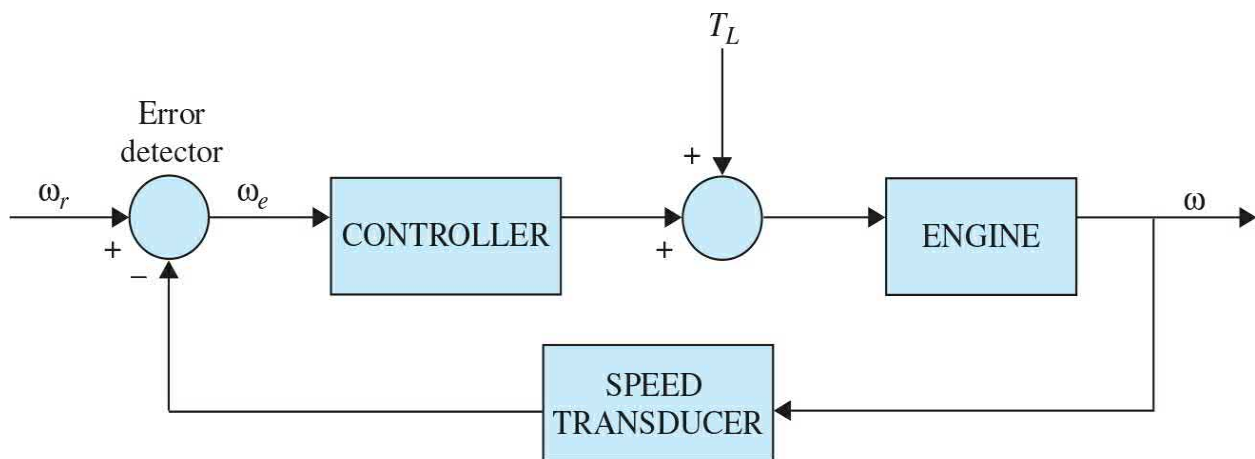 T_L
Error
detector
+
ω_r
ω_e
ω
+
CONTROLLER
ENGINE
+
−
SPEED
TRANSDUCER